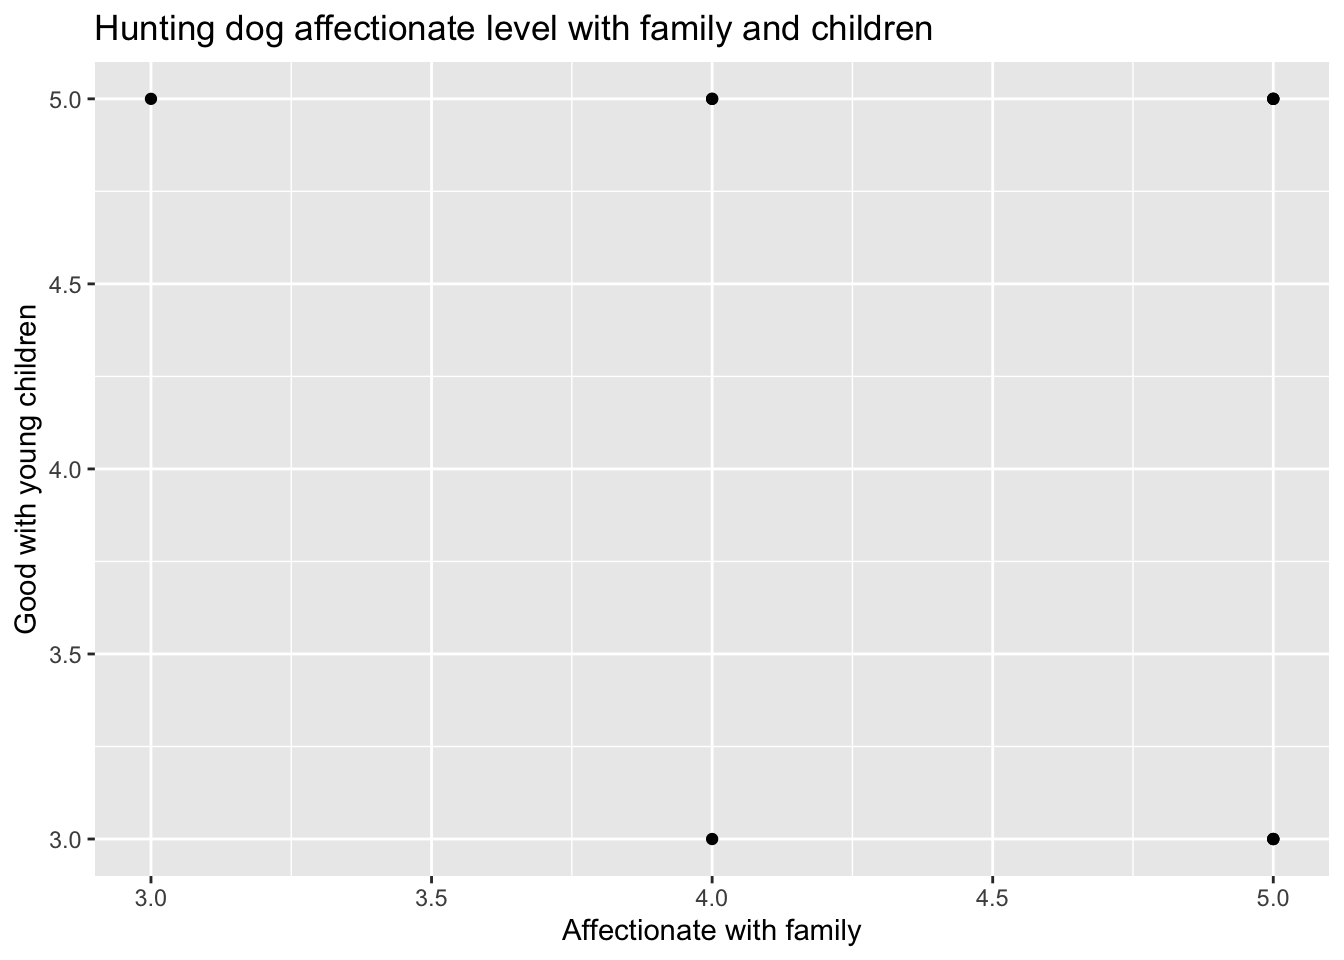 Hunting dog affectionate level with family and children
5.0
4.5
4.0
3.5
3.0
Good with young children
3.0 3.5 4.0 4.5 5.0
Affectionate with family